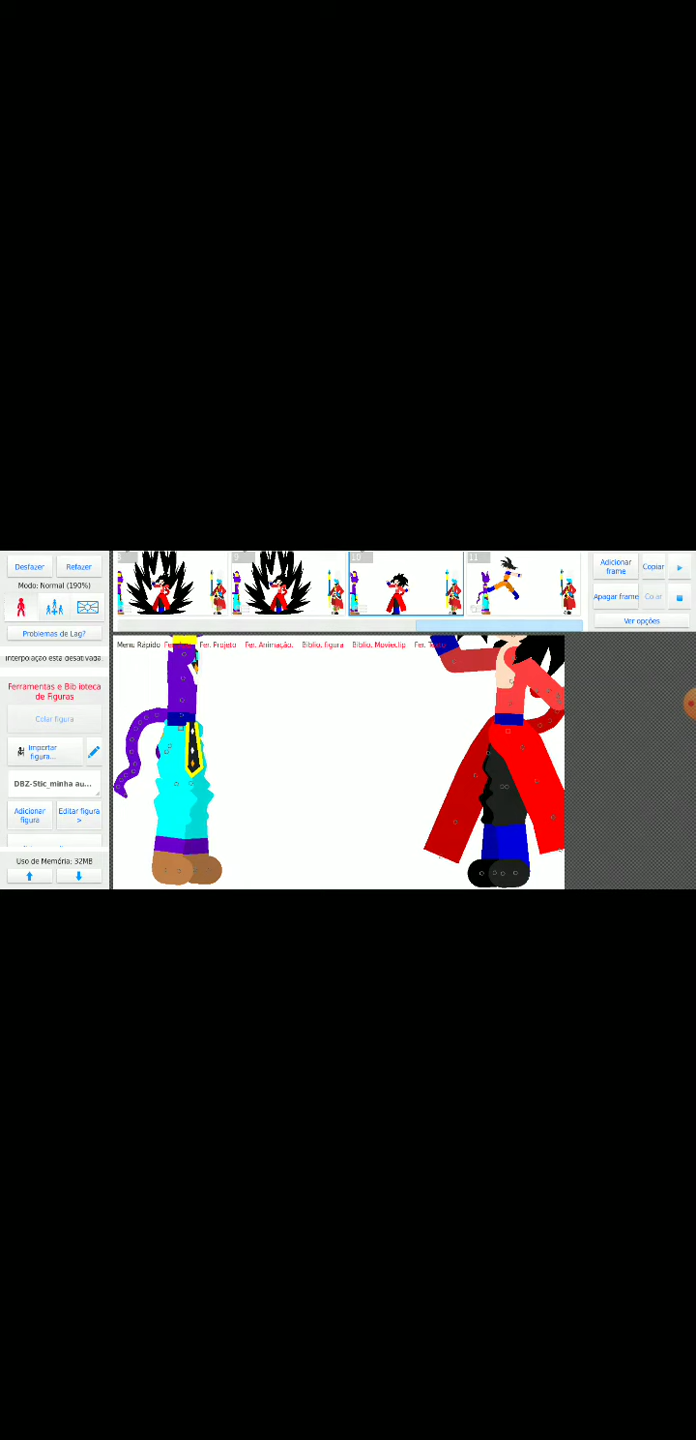 Desfazer Refazer
Modo: Normal (190%)
Problemas de Lag?
Interpolação está desativada
Ferramentas e Biblioteca
de Figuras
Colar figura
Importar
figura...
DBZ-Stic_minha au...
Adicionar
figura
Editar figura
>
Uso de Memória: 32MB
9
10
11
Adicionar
frame
Copiar
Apagar frame
Colar
Ver opções
Menu Rápido Fer. Projeto Fer. Animação. Biblio. figura Biblio. Movieclip Fer.